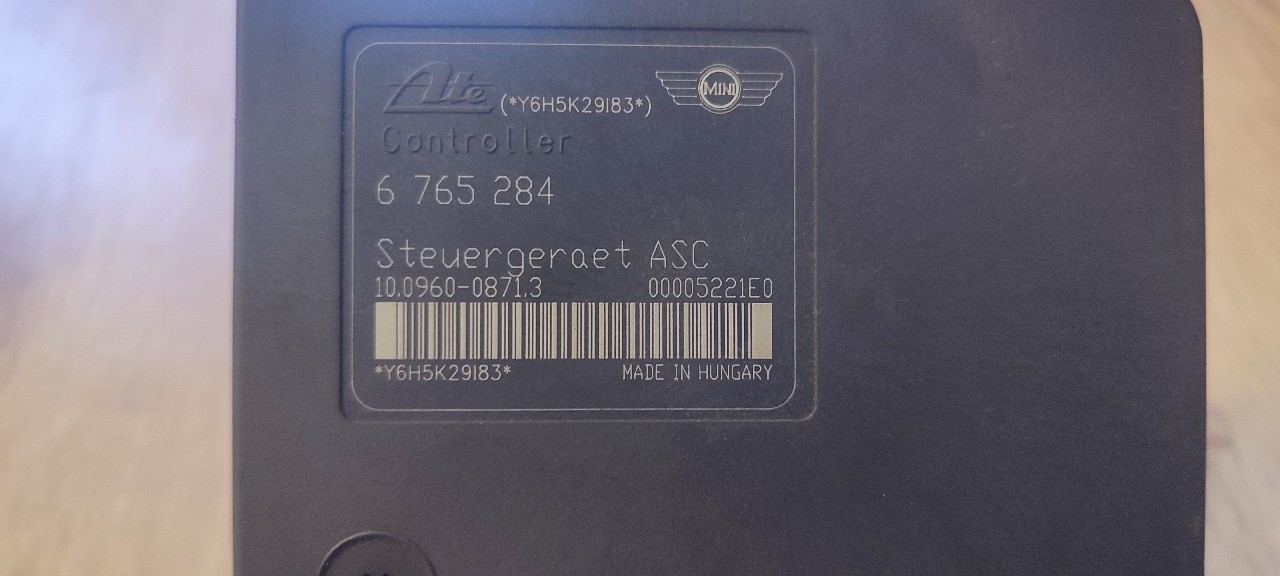 Ate (*Y6H5K29I83*) MINI
Controller
6 765 284
Steuergeraet ASC
10.0960-0871.3 00005221E0
*Y6H5K29I83* MADE IN HUNGARY